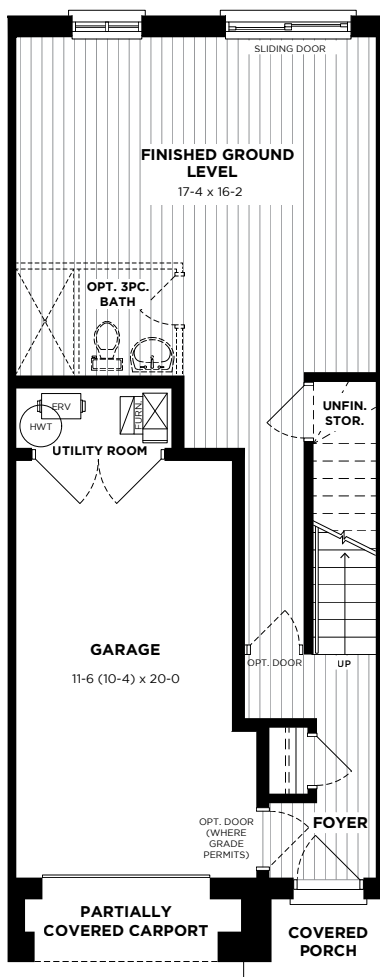 SLIDING DOOR
FINISHED GROUND
LEVEL
17-4 x 16-2
OPT. 3PC.
BATH
ERV
HWT
FURN.
UTILITY ROOM
UNFIN.
STOR.
GARAGE
11-6 (10-4) x 20-0
OPT. DOOR
UP
OPT. DOOR
(WHERE
GRADE
PERMITS)
FOYER
PARTIALLY
COVERED CARPORT
COVERED
PORCH